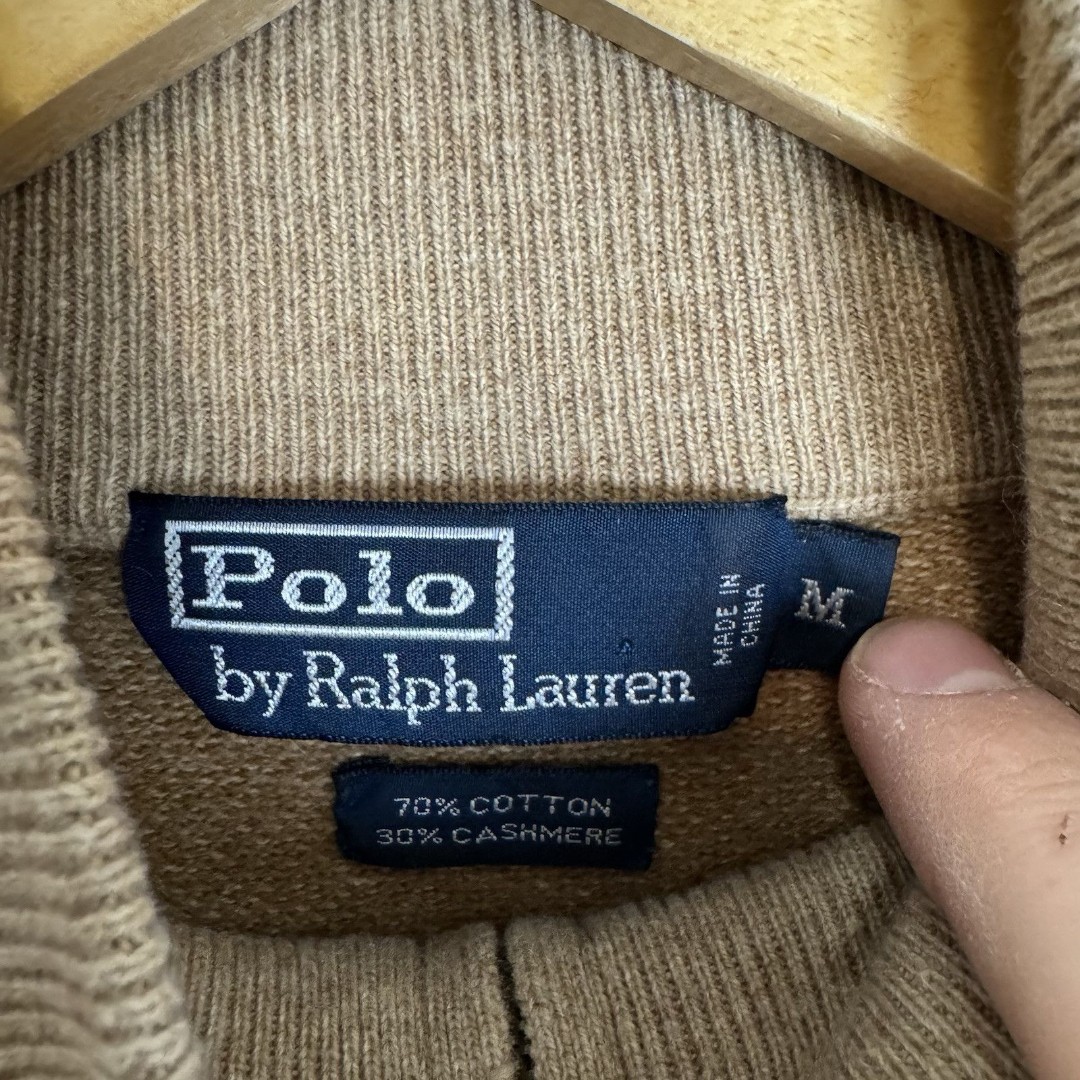 Polo
by Ralph Lauren
MADE IN
CHINA
M
70% COTTON
30% CASHMERE